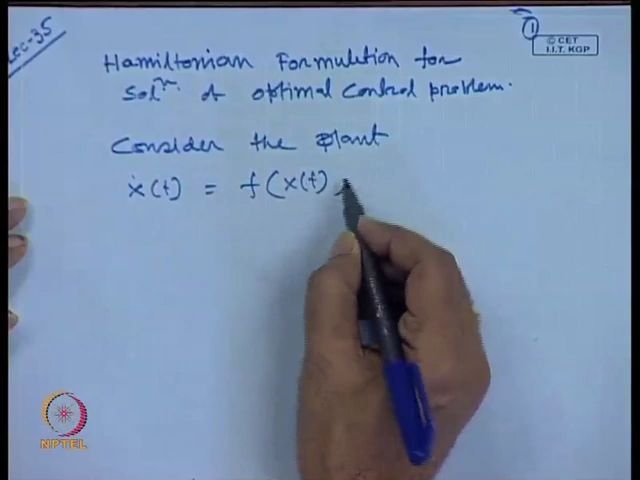 Lec-35
1
© CET
I.I.T. KGP
Hamiltonian Formulation for
Solⁿ. of optimal Control problem.
Consider the plant
ẋ(t) = f(x(t)
NPTEL